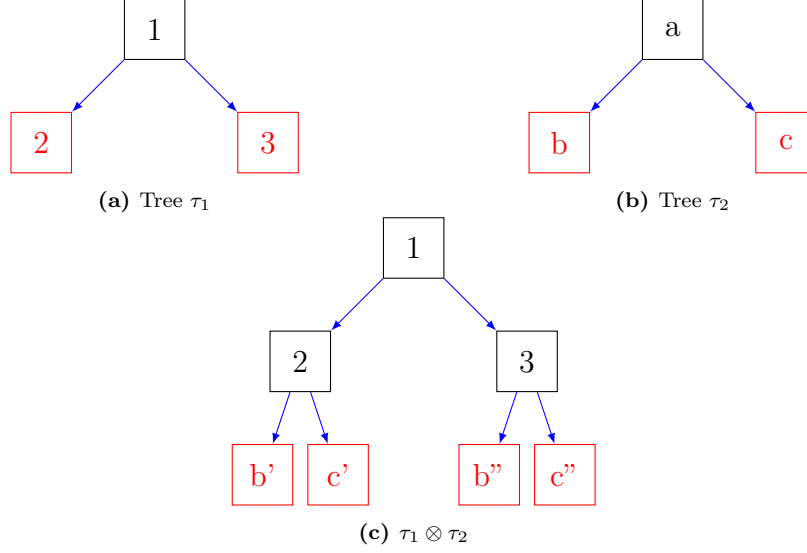 1
a
2
3
b
c
(a) Tree τ₁
(b) Tree τ₂
1
2
3
b'
c'
b''
c''
(c) τ₁ ⊗ τ₂